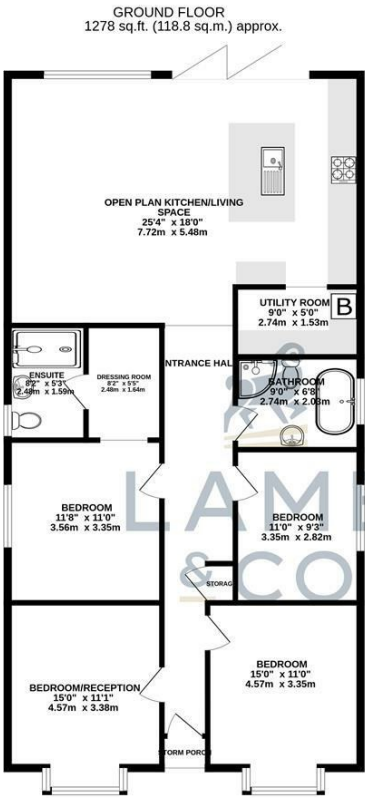 GROUND FLOOR
1278 sq.ft. (118.8 sq.m.) approx.
OPEN PLAN KITCHEN/LIVING
SPACE
25'4" x 18'0"
7.72m x 5.48m
UTILITY ROOM
9'0" x 5'0"
2.74m x 1.53m
B
ENTRANCE HALL
ENSUITE
8'2" x 5'3"
2.48m x 1.59m
DRESSING ROOM
8'2" x 5'5"
2.48m x 1.64m
BATHROOM
9'0" x 6'8"
2.74m x 2.03m
BEDROOM
11'8" x 11'0"
3.56m x 3.35m
BEDROOM
11'0" x 9'3"
3.35m x 2.82m
LAMB
& CO
STORAG
BEDROOM/RECEPTION
15'0" x 11'1"
4.57m x 3.38m
BEDROOM
15'0" x 11'0"
4.57m x 3.35m
STORM PORCH